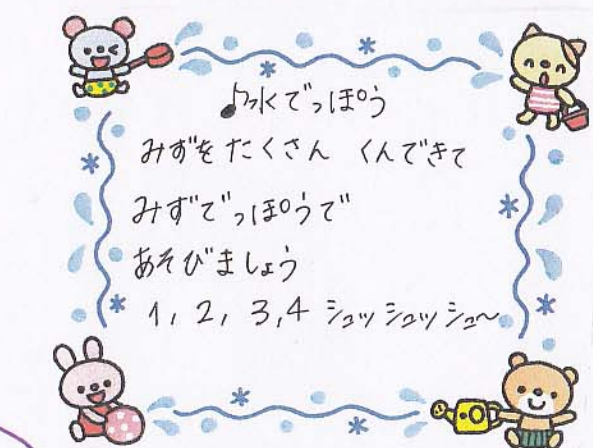 ♪水でっぽう
みずを たくさん くんできて
みずでっぽうで
あそびましょう
1, 2, 3, 4 シュッ シュッ シュ〜